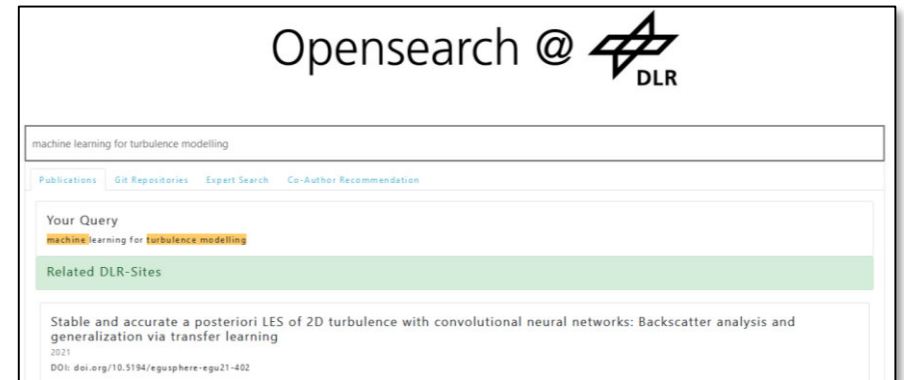 Opensearch @ DLR
machine learning for turbulence modelling
Publications Git Repositories Expert Search Co-Author Recommendation
Your Query
machine learning for turbulence modelling
Related DLR-Sites
Stable and accurate a posteriori LES of 2D turbulence with convolutional neural networks: Backscatter analysis and
generalization via transfer learning
2021
DOI: doi.org/10.5194/egusphere-egu21-402